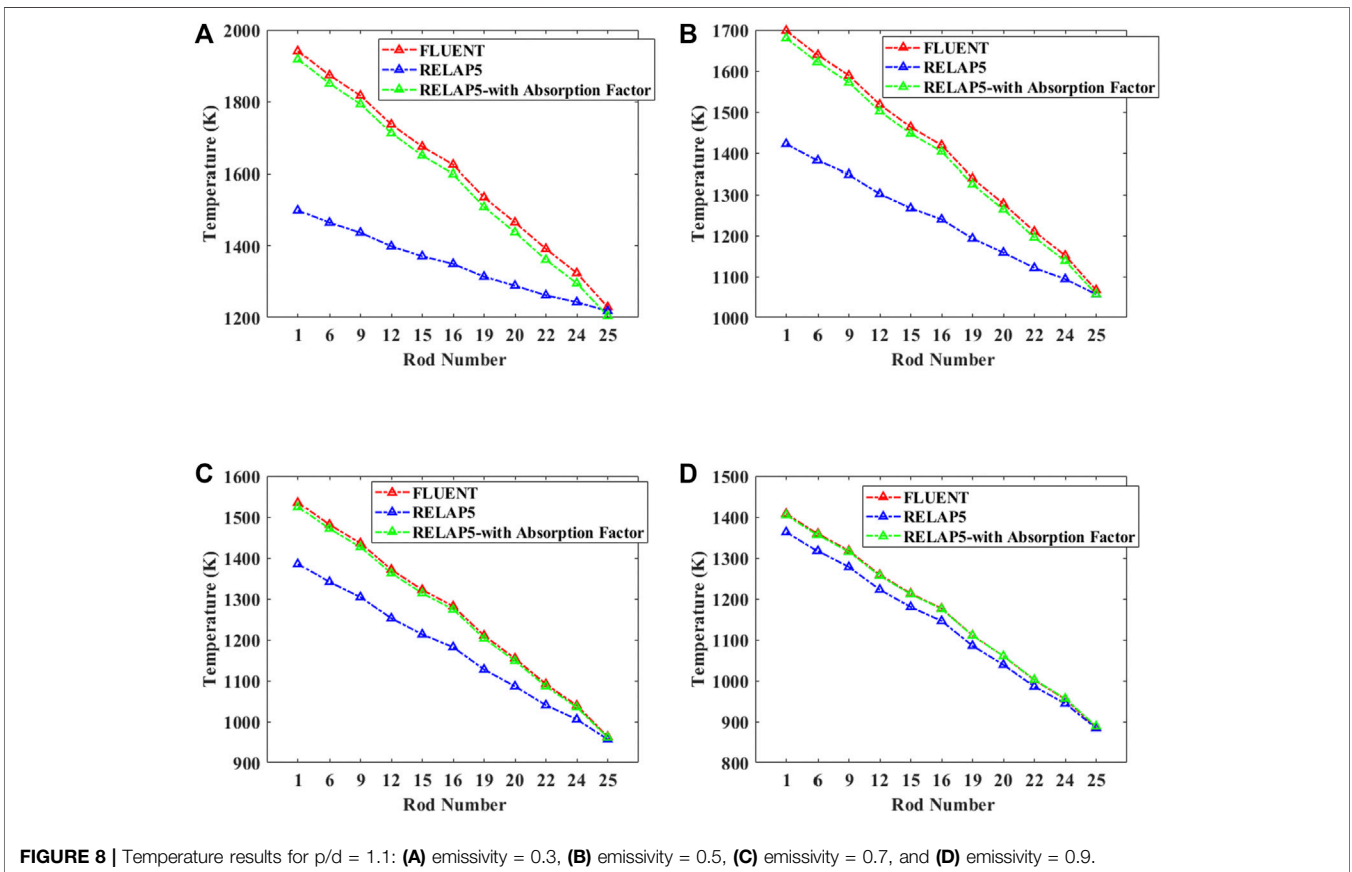 A
2000
1800
1600
1400
1200
Temperature (K)
FLUENT
RELAP5
RELAP5-with Absorption Factor
1 6 9 12 15 16 19 20 22 24 25
Rod Number
B
1700
1600
1500
1400
1300
1200
1100
1000
Temperature (K)
FLUENT
RELAP5
RELAP5-with Absorption Factor
1 6 9 12 15 16 19 20 22 24 25
Rod Number
C
1600
1500
1400
1300
1200
1100
1000
900
Temperature (K)
FLUENT
RELAP5
RELAP5-with Absorption Factor
1 6 9 12 15 16 19 20 22 24 25
Rod Number
D
1500
1400
1300
1200
1100
1000
900
800
Temperature (K)
FLUENT
RELAP5
RELAP5-with Absorption Factor
1 6 9 12 15 16 19 20 22 24 25
Rod Number
FIGURE 8 | Temperature results for p/d = 1.1: (A) emissivity = 0.3, (B) emissivity = 0.5, (C) emissivity = 0.7, and (D) emissivity = 0.9.